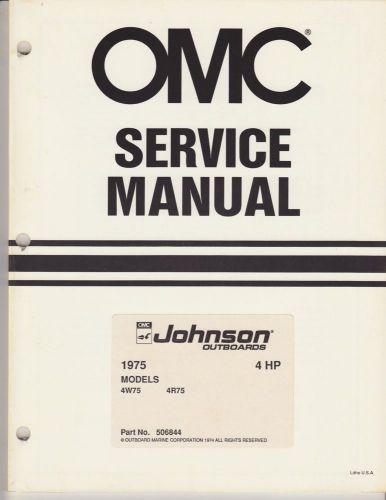 OMC®
SERVICE
MANUAL
OMC Johnson®
OUTBOARDS
1975 4 HP
MODELS
4W75 4R75
Part No. 506844
© OUTBOARD MARINE CORPORATION 1974 ALL RIGHTS RESERVED
Litho U.S.A.